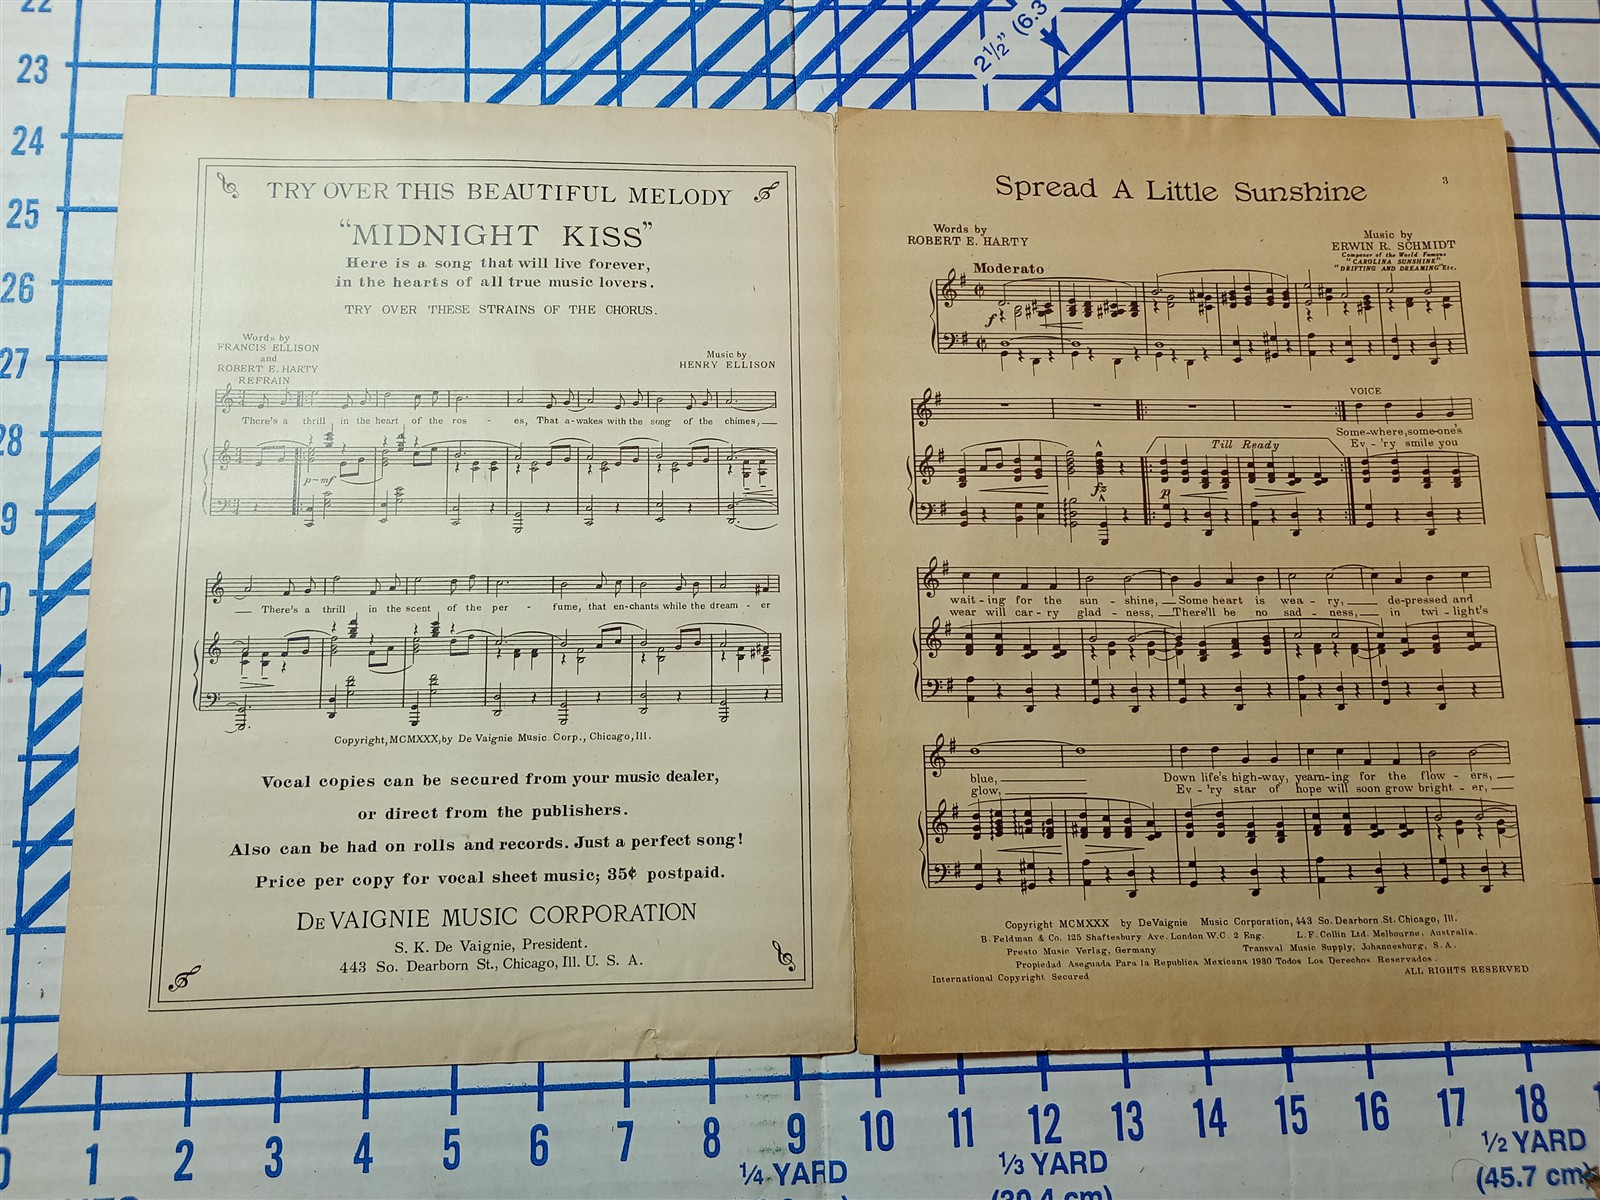 22
23
24
25
26
27
28
2½" (6.3
TRY OVER THIS BEAUTIFUL MELODY
"MIDNIGHT KISS"
Here is a song that will live forever,
in the hearts of all true music lovers.
TRY OVER THESE STRAINS OF THE CHORUS.
Words by
FRANCIS ELLISON
and
ROBERT E. HARTY
Music by
HENRY ELLISON
REFRAIN
There's a thrill in the heart of the ros - es, That a-wakes with the song of the chimes,
p-mf
There's a thrill in the scent of the per - fume, that en-chants while the dream - er
Copyright, MCMXXX, by De Vaignie Music Corp., Chicago, Ill.
Vocal copies can be secured from your music dealer,
or direct from the publishers.
Also can be had on rolls and records. Just a perfect song!
Price per copy for vocal sheet music; 35¢ postpaid.
DEVAIGNIE MUSIC CORPORATION
S. K. De Vaignie, President.
443 So. Dearborn St., Chicago, Ill. U. S. A.
3
Spread A Little Sunshine
Words by
ROBERT E. HARTY
Music by
ERWIN R. SCHMIDT
Composer of the World Famous
"CAROLINA SUNSHINE"
"DRIFTING AND DREAMING" Etc.
Moderato
f
VOICE
Some-where, some-one's
Ev - 'ry smile you
Till Ready
fz
p
wait - ing for the sun - shine, Some heart is wea - ry, de-pressed and
wear will car - ry glad - ness, There'll be no sad - ness, in twi - light's
blue, Down life's high-way, yearn-ing for the flow - ers,
glow, Ev - 'ry star of hope will soon grow bright - er,
Copyright MCMXXX by DeVaignie Music Corporation, 443 So. Dearborn St. Chicago, Ill.
B. Feldman & Co. 125 Shaftesbury Ave. London W.C. 2 Eng. L. F. Collin Ltd. Melbourne, Australia.
Presto Music Verlag, Germany Transval Music Supply, Johannesburg, S. A.
Propiedad Aseguada Para la Republica Mexicana 1930 Todos Los Derechos Reservados.
International Copyright Secured ALL RIGHTS RESERVED
0 1 2 3 4 5 6 7 8 9 10 11 12 13 14 15 16 17 18
¼ YARD
⅓ YARD
(30.4 cm)
½ YARD
(45.7 cm)